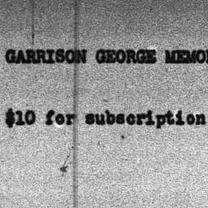 GARRISON GEORGE MEMO
$10 for subscription